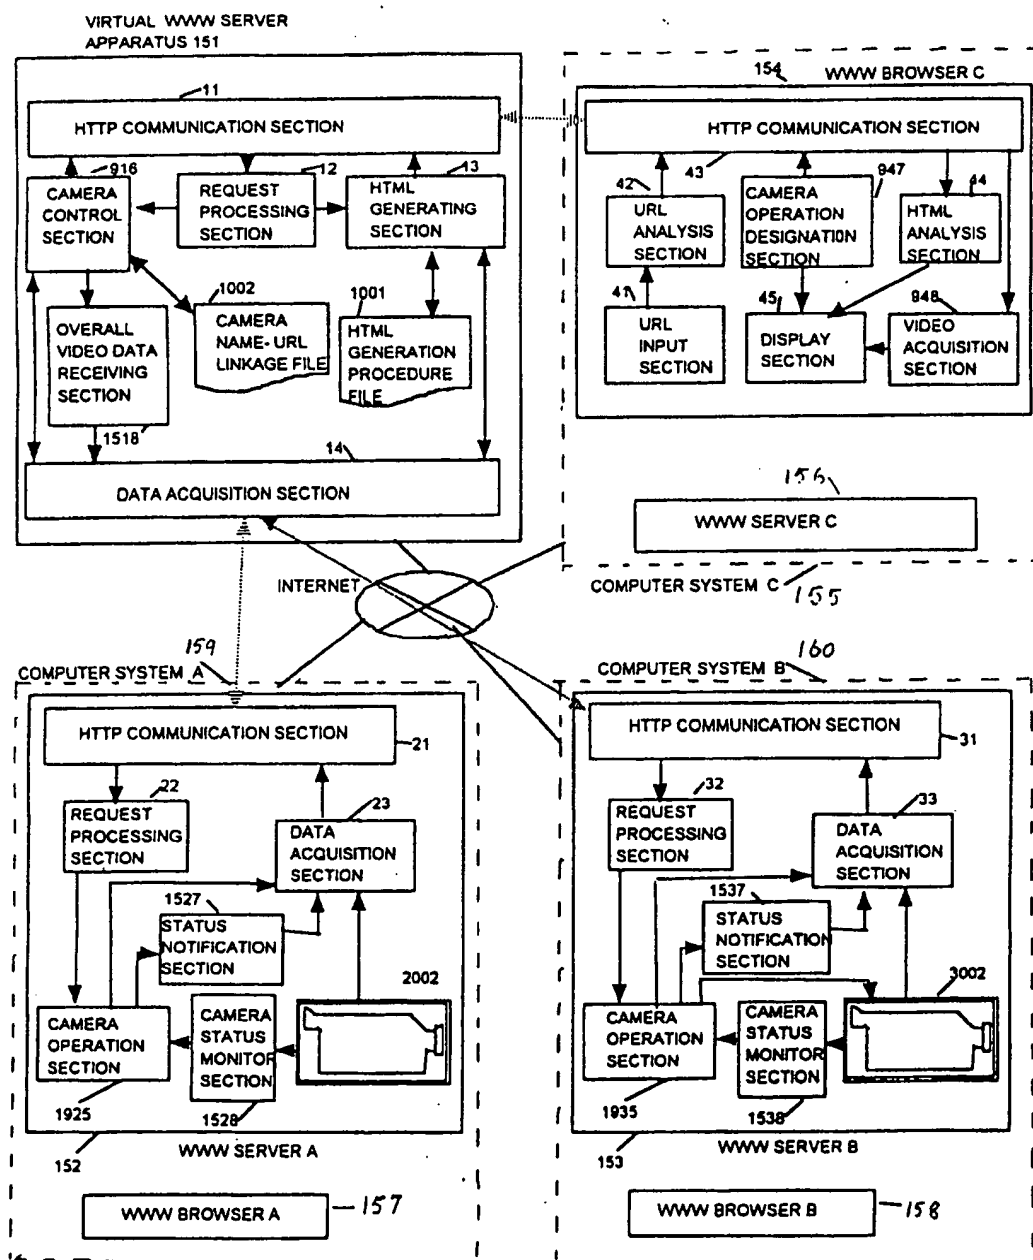 VIRTUAL WWW SERVER
APPARATUS 151
11
HTTP COMMUNICATION SECTION
916
CAMERA
CONTROL
SECTION
12
REQUEST
PROCESSING
SECTION
13
HTML
GENERATING
SECTION
OVERALL
VIDEO DATA
RECEIVING
SECTION
1518
1002
CAMERA
NAME-URL
LINKAGE FILE
1001
HTML
GENERATION
PROCEDURE
FILE
14
DATA ACQUISITION SECTION
154
WWW BROWSER C
HTTP COMMUNICATION SECTION
43
42
URL
ANALYSIS
SECTION
947
CAMERA
OPERATION
DESIGNATION
SECTION
44
HTML
ANALYSIS
SECTION
41
URL
INPUT
SECTION
45
DISPLAY
SECTION
948
VIDEO
ACQUISITION
SECTION
156
WWW SERVER C
COMPUTER SYSTEM C
155
INTERNET
159
COMPUTER SYSTEM A
HTTP COMMUNICATION SECTION
21
22
REQUEST
PROCESSING
SECTION
23
DATA
ACQUISITION
SECTION
1527
STATUS
NOTIFICATION
SECTION
2002
CAMERA
OPERATION
SECTION
1925
CAMERA
STATUS
MONITOR
SECTION
1528
152
WWW SERVER A
WWW BROWSER A
157
160
COMPUTER SYSTEM B
HTTP COMMUNICATION SECTION
31
32
REQUEST
PROCESSING
SECTION
33
DATA
ACQUISITION
SECTION
1537
STATUS
NOTIFICATION
SECTION
3002
CAMERA
OPERATION
SECTION
1935
CAMERA
STATUS
MONITOR
SECTION
1538
153
WWW SERVER B
WWW BROWSER B
158